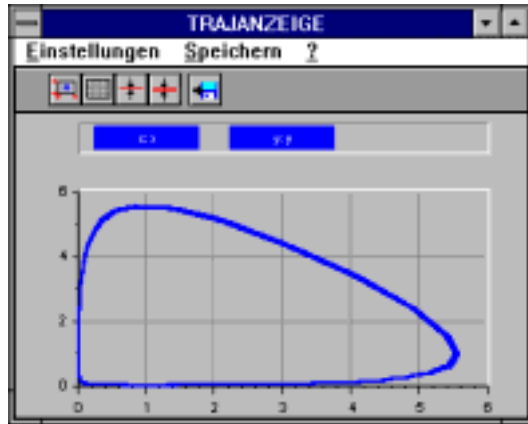 TRAJANZEIGE
Einstellungen Speichern ?
x: x y: y
6
4
2
0
0 1 2 3 4 5 6